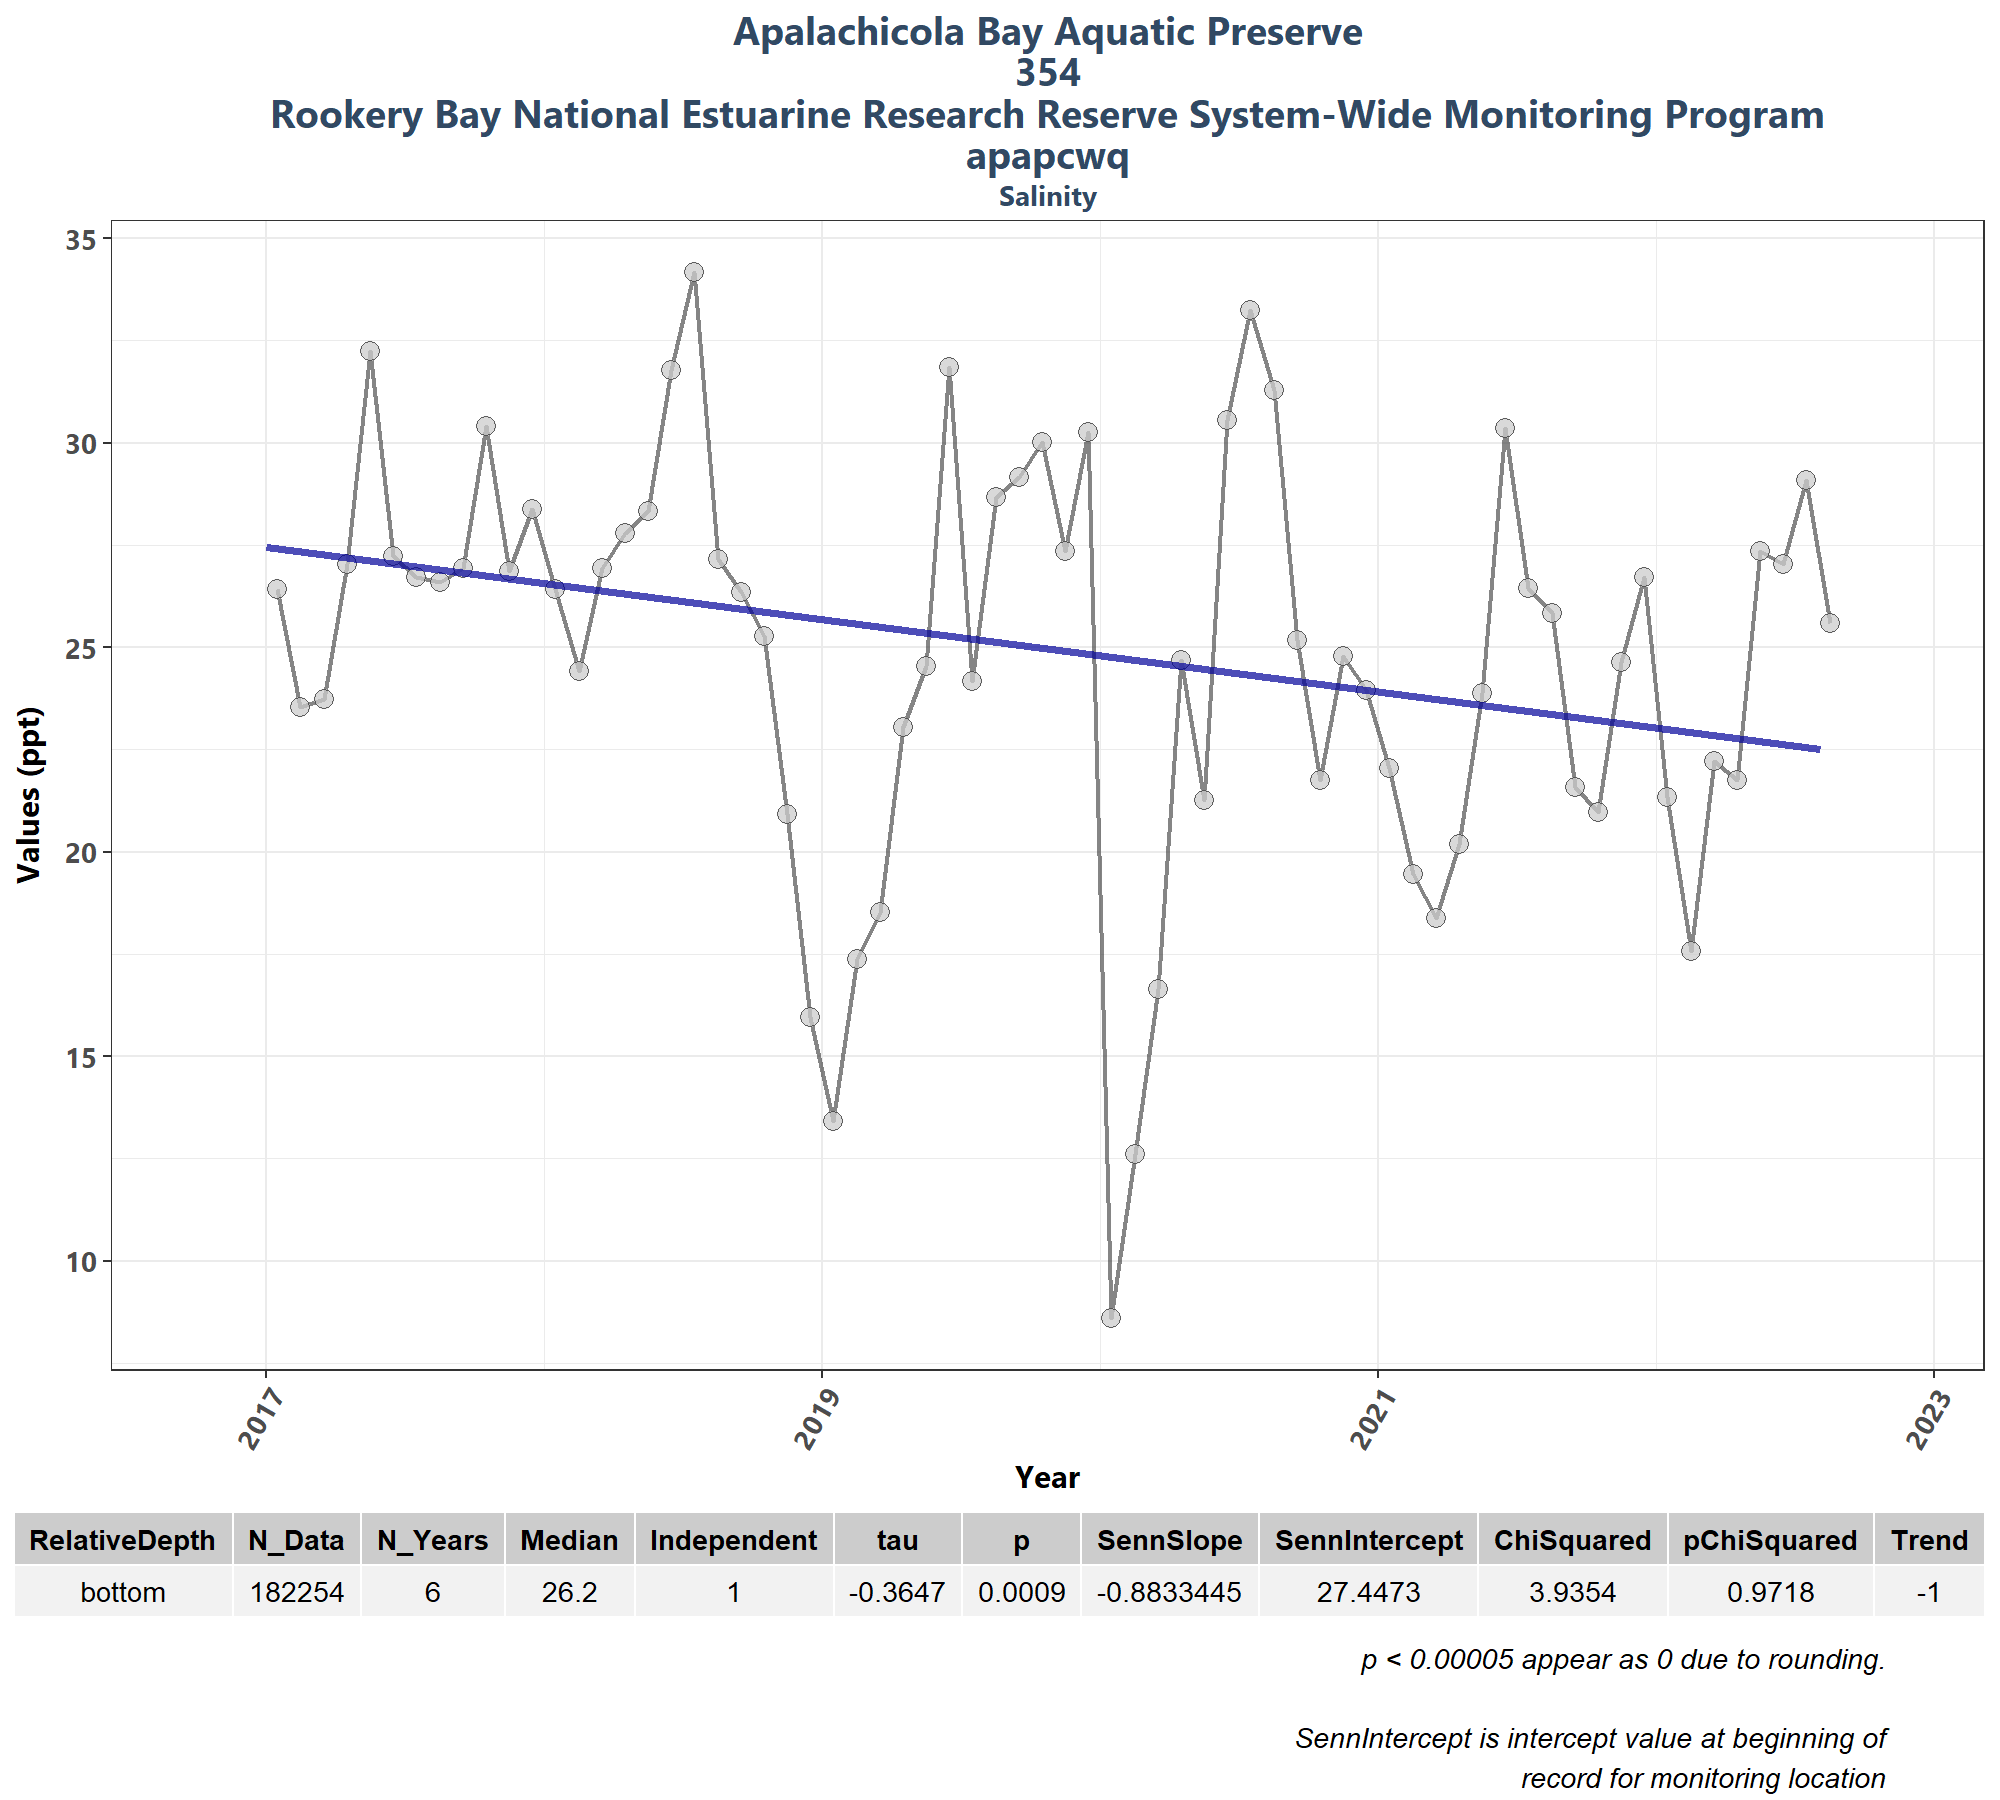 Apalachicola Bay Aquatic Preserve
354
Rookery Bay National Estuarine Research Reserve System-Wide Monitoring Program
apapcwq
Salinity
35
30
25
20
15
10
Values (ppt)
2017
2019
2021
2023
Year
RelativeDepth N_Data N_Years Median Independent tau p SennSlope SennIntercept ChiSquared pChiSquared Trend
bottom 182254 6 26.2 1 -0.3647 0.0009 -0.8833445 27.4473 3.9354 0.9718 -1
p < 0.00005 appear as 0 due to rounding.
SennIntercept is intercept value at beginning of
record for monitoring location